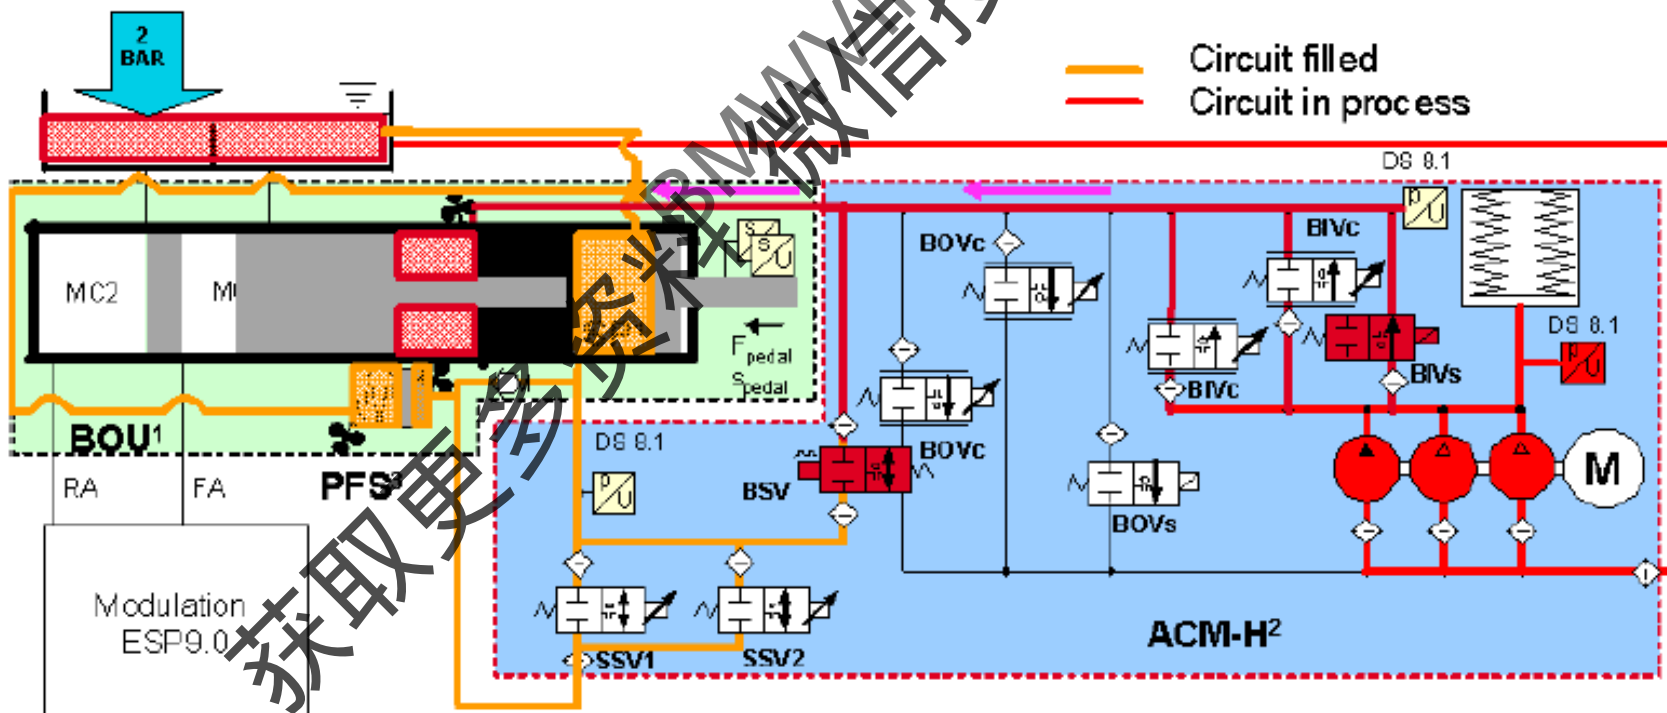 2
BAR
Circuit filled
Circuit in process
DS 8.1
BOVc
BIVc
S
S
U
P
U
MC2
F pedal
S pedal
DS 8.1
P
U
BIVc
BIVs
BOU¹
PFS³
DS 8.1
P
U
BSV
BOVc
BOVs
M
RA
FA
Modulation
ESP9.0
SSV1
SSV2
ACM-H²
获取更多资料 BMW 微信